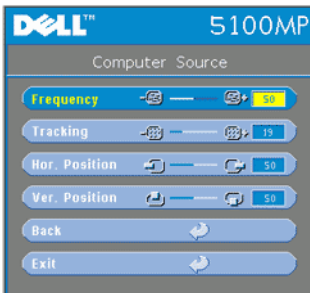 DELL™ 5100MP
Computer Source
Frequency 50
Tracking 19
Hor. Position 50
Ver. Position 50
Back
Exit